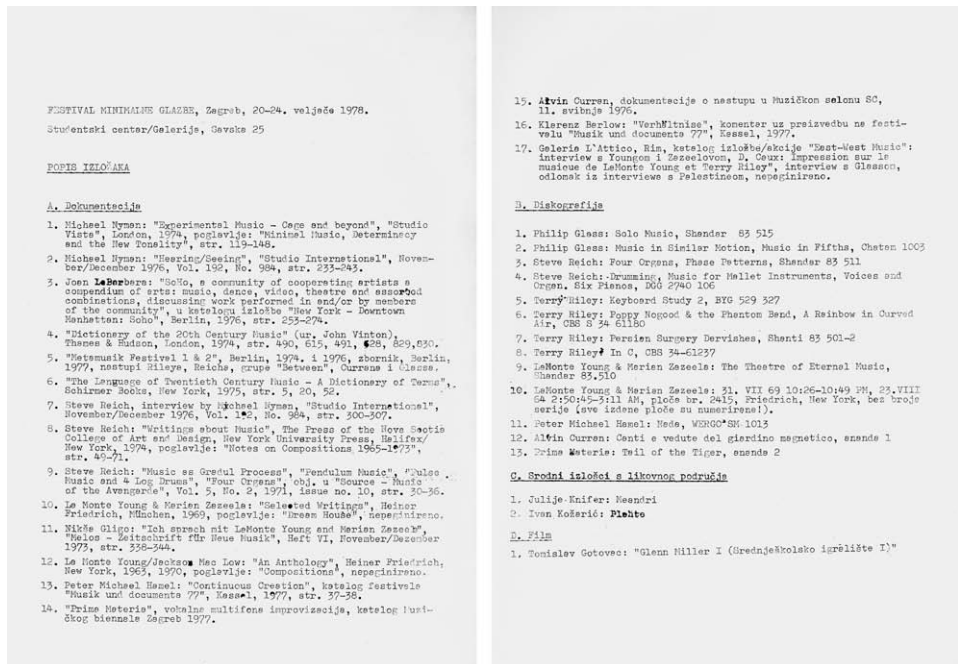 FESTIVAL MINIMALNE GLAZBE, Zagreb, 20-24. veljače 1978.
Studentski centar/Galerija, Savska 25
POPIS IZLOŽAKA
A. Dokumentacija
1. Michael Nyman: "Experimental Music - Cage and beyond", "Studio
Vista", London, 1974, poglavlje: "Minimal Music, Determinacy
and the New Tonality", str. 119-148.
2. Michael Nyman: "Hearing/Seeing", "Studio International", Novem-
ber/December 1976, Vol. 192, No. 984, str. 233-243.
3. Joan LaBarbara: "SoHo, a community of cooperating artists a
compendium of arts: music, dance, video, theatre and assorted
combinations, discussing work performed in and/or by members
of the community", u katalogu izložbe "New York - Downtown
Manhattan: Soho", Berlin, 1976, str. 253-274.
4. "Dictionary of the 20th Century Music" (ur. John Vinton),
Thames & Hudson, London, 1974, str. 490, 615, 491, 628, 829,830.
5. "Metamusik Festival 1 & 2", Berlin, 1974. i 1976, zbornik, Berlin,
1977, nastupi Rileya, Reicha, grupe "Between", Currana i Glassa.
6. "The Language of Twentieth Century Music - A Dictionary of Terms",
Schirmer Books, New York, 1975, str. 5, 20, 52.
7. Steve Reich, interview by Michael Nyman, "Studio International",
November/December 1976, Vol. 192, No. 984, str. 300-307.
8. Steve Reich: "Writings about Music", The Press of the Nova Scotia
College of Art and Design, New York University Press, Halifax/
New York, 1974, poglavlje: "Notes on Compositions 1965-1973",
str. 49-71.
9. Steve Reich: "Music as Gradul Process", "Pendulum Music", "Pulse
Music and 4 Log Drums", "Four Organs", obj. u "Source - Music
of the Avangarde", Vol. 5, No. 2, 1971, issue no. 10, str. 30-36.
10. La Monte Young & Marian Zazeela: "Selected Writings", Heiner
Friedrich, München, 1969, poglavlje: "Dream House", nepaginirano.
11. Nikša Gligo: "Ich sprach mit LaMonte Young and Marian Zazeela",
"Melos - Zeitschrift für Neue Musik", Heft VI, November/Dezember
1973, str. 338-344.
12. La Monte Young/Jackson Mac Low: "An Anthology", Heiner Friedrich,
New York, 1963, 1970, poglavlje: "Compositions", nepaginirano.
13. Peter Michael Hamel: "Continuous Creation", katalog festivala
"Musik und documenta 77", Kassel, 1977, str. 37-38.
14. "Prima Materia", vokalna multifona improvizacija, katalog Muzi-
čkog biennala Zagreb 1977.
15. Alvin Curran, dokumentacija o nastupu u Muzičkom salonu SC,
11. svibnja 1976.
16. Klarenz Barlow: "Verhältnise", komentar uz praizvedbu na festi-
valu "Musik und documenta 77", Kassel, 1977.
17. Galeria L'Attico, Rim, katalog izložbe/akcije "East-West Music":
interview s Youngom i Zazeelovom, D. Caux: Impression sur la
musique de LaMonte Young et Terry Riley", interview s Glassom,
odlomak iz interviewa s Palestineom, nepaginirano.
B. Diskografija
1. Philip Glass: Solo Music, Shandar 83 515
2. Philip Glass: Music in Similar Motion, Music in Fifths, Chatan 1003
3. Steve Reich: Four Organs, Phase Patterns, Shandar 83 511
4. Steve Reich: Drumming, Music for Mallet Instruments, Voices and
Organ. Six Pianos, DGG 2740 106
5. Terry Riley: Keyboard Study 2, BYG 529 327
6. Terry Riley: Poppy Nogood & the Phantom Band, A Rainbow in Curved
Air, CBS S 34 61180
7. Terry Riley: Persian Surgery Dervishes, Shanti 83 501-2
8. Terry Riley: In C, CBS 34-61237
9. LaMonte Young & Marian Zazeela: The Theatre of Eternal Music,
Shandar 83.510
10. LaMonte Young & Marian Zazeela: 31. VII 69 10:26-10:49 PM, 23.VIII
64 2:50:45-3:11 AM, ploča br. 2415, Friedrich, New York, bez broja
serije (sve izdane ploče su numerirane!).
11. Peter Michael Hamel: Nada, WERGO SM 1013
12. Alvin Curran: Canti e vedute del giardino magnetico, ananda 1
13. Prima Materia: Tail of the Tiger, ananda 2
C. Srodni izlošci s likovnog područja
1. Julije Knifer: Meandri
2. Ivan Kožarić: Plahte
D. Film
1. Tomislav Gotovac: "Glenn Miller I (Srednješkolsko igralište I)"